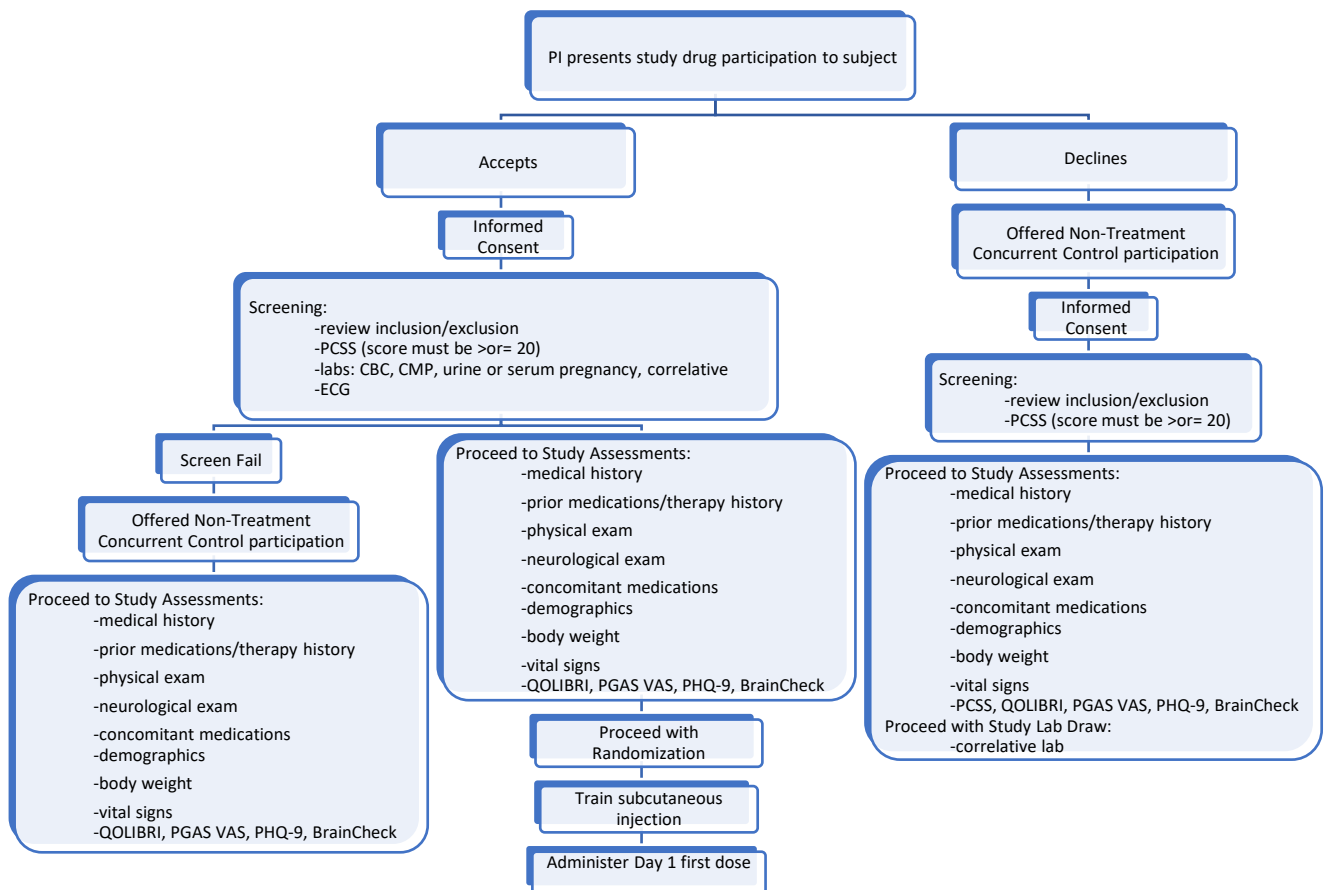 PI presents study drug participation to subject
Accepts
Declines
Informed
Consent
Offered Non-Treatment
Concurrent Control participation
Informed
Consent
Screening:
-review inclusion/exclusion
-PCSS (score must be >or= 20)
-labs: CBC, CMP, urine or serum pregnancy, correlative
-ECG
Screening:
-review inclusion/exclusion
-PCSS (score must be >or= 20)
Screen Fail
Offered Non-Treatment
Concurrent Control participation
Proceed to Study Assessments:
-medical history
-prior medications/therapy history
-physical exam
-neurological exam
-concomitant medications
-demographics
-body weight
-vital signs
-QOLIBRI, PGAS VAS, PHQ-9, BrainCheck
Proceed to Study Assessments:
-medical history
-prior medications/therapy history
-physical exam
-neurological exam
-concomitant medications
-demographics
-body weight
-vital signs
-QOLIBRI, PGAS VAS, PHQ-9, BrainCheck
Proceed with
Randomization
Train subcutaneous
injection
Administer Day 1 first dose
Proceed to Study Assessments:
-medical history
-prior medications/therapy history
-physical exam
-neurological exam
-concomitant medications
-demographics
-body weight
-vital signs
-PCSS, QOLIBRI, PGAS VAS, PHQ-9, BrainCheck
Proceed with Study Lab Draw:
-correlative lab